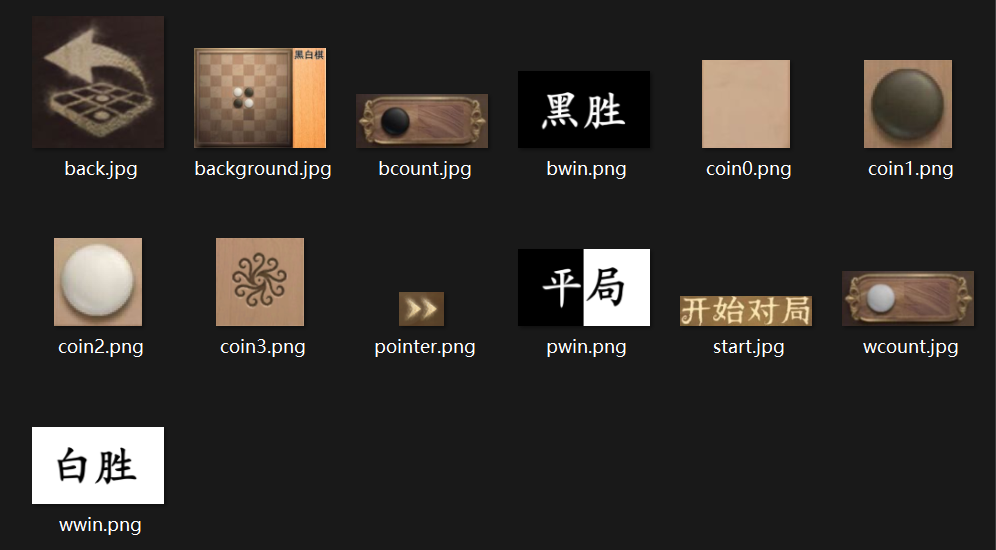 黑白棋
黑胜
back.jpg
background.jpg
bcount.jpg
bwin.png
coin0.png
coin1.png
平局
开始对局
coin2.png
coin3.png
pointer.png
pwin.png
start.jpg
wcount.jpg
白胜
wwin.png